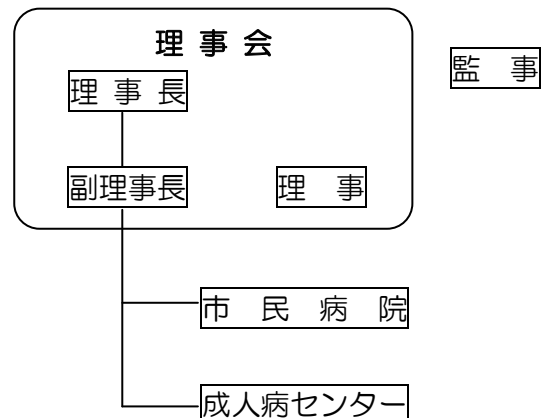 理事会
監事
理事長
副理事長
理事
市民病院
成人病センター